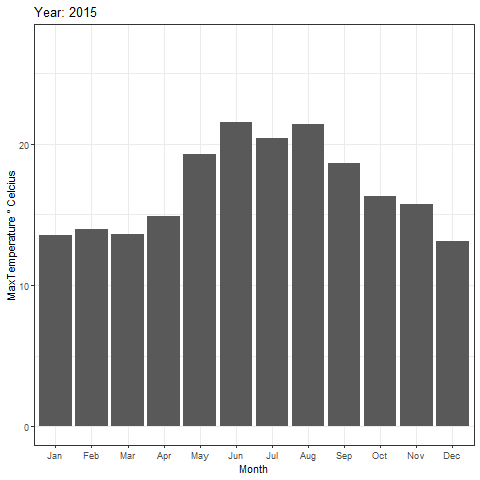 Year: 2015
20
10
0
MaxTemperature ° Celcius
Jan Feb Mar Apr May Jun Jul Aug Sep Oct Nov Dec
Month